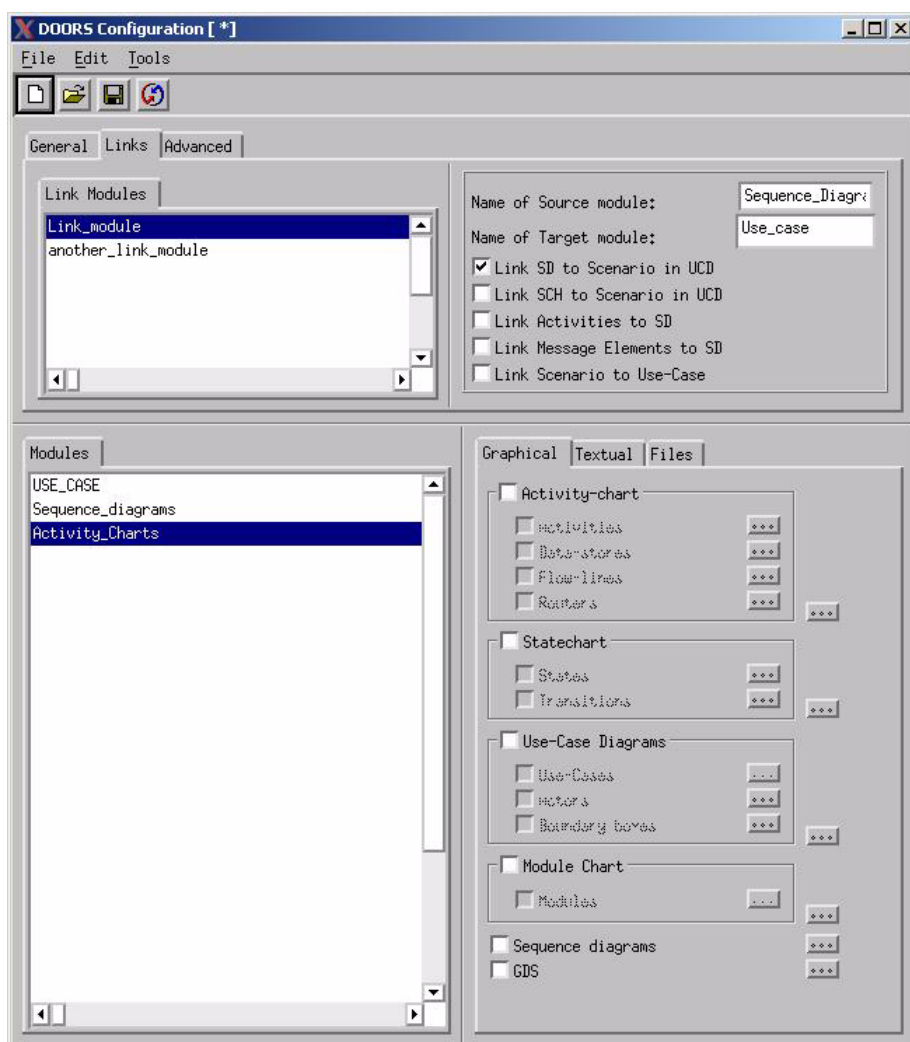 DOORS Configuration [ *]
File Edit Tools
General Links Advanced
Link Modules
Link_module
another_link_module
Name of Source module: Sequence_Diagra
Name of Target module: Use_case
Link SD to Scenario in UCD
Link SCH to Scenario in UCD
Link Activities to SD
Link Message Elements to SD
Link Scenario to Use-Case
Modules
USE_CASE
Sequence_diagrams
Activity_Charts
Graphical Textual Files
Activity-chart
Activities ...
Data-stores ...
Flow-lines ...
Routers ...
...
Statechart
States ...
Transitions ...
...
Use-Case Diagrams
Use-Cases ...
Actors ...
Boundary boxes ...
...
Module Chart
Modules ...
...
Sequence diagrams ...
GDS ...